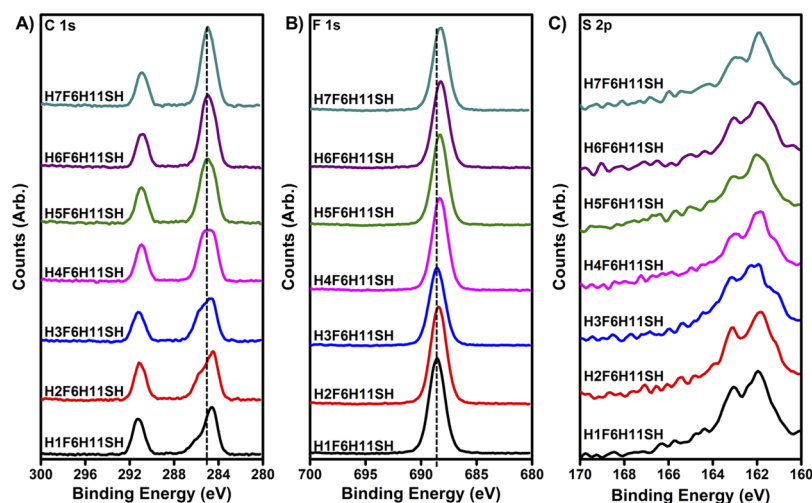 A)
C 1s
H7F6H11SH
H6F6H11SH
H5F6H11SH
H4F6H11SH
H3F6H11SH
H2F6H11SH
H1F6H11SH
Counts (Arb.)
300 296 292 288 284 280
Binding Energy (eV)
B)
F 1s
H7F6H11SH
H6F6H11SH
H5F6H11SH
H4F6H11SH
H3F6H11SH
H2F6H11SH
H1F6H11SH
Counts (Arb.)
700 695 690 685 680
Binding Energy (eV)
C)
S 2p
H7F6H11SH
H6F6H11SH
H5F6H11SH
H4F6H11SH
H3F6H11SH
H2F6H11SH
H1F6H11SH
Counts (Arb.)
170 168 166 164 162 160
Binding Energy (eV)